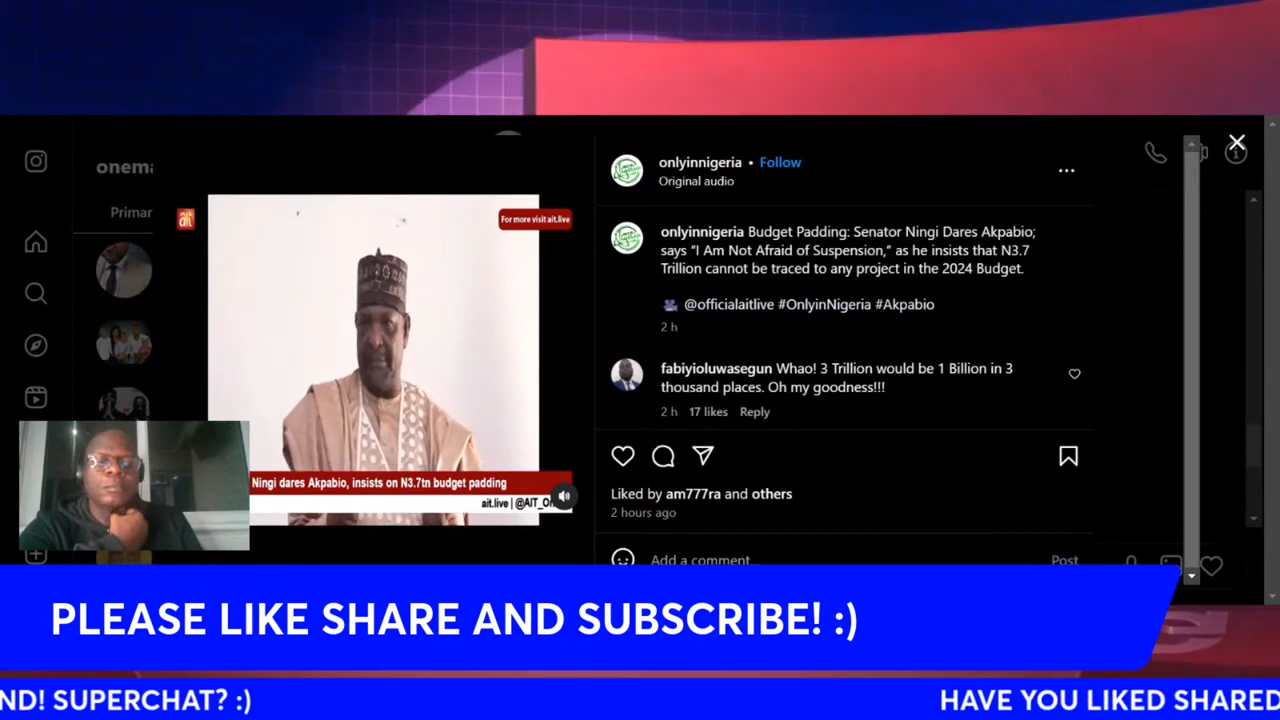 onem
Primar
ait
For more visit ait.live
Ningi dares Akpabio, insists on N3.7tn budget padding
ait.live | @AIT_On
onlyinnigeria • Follow
Original audio
onlyinnigeria Budget Padding: Senator Ningi Dares Akpabio;
says “I Am Not Afraid of Suspension,” as he insists that N3.7
Trillion cannot be traced to any project in the 2024 Budget.
@officialaitlive #OnlyinNigeria #Akpabio
2 h
fabiyioluwasegun Whao! 3 Trillion would be 1 Billion in 3
thousand places. Oh my goodness!!!
2 h 17 likes Reply
Liked by am777ra and others
2 hours ago
Add a comment...
Post
PLEASE LIKE SHARE AND SUBSCRIBE! :)
ND! SUPERCHAT? :)
HAVE YOU LIKED SHARED